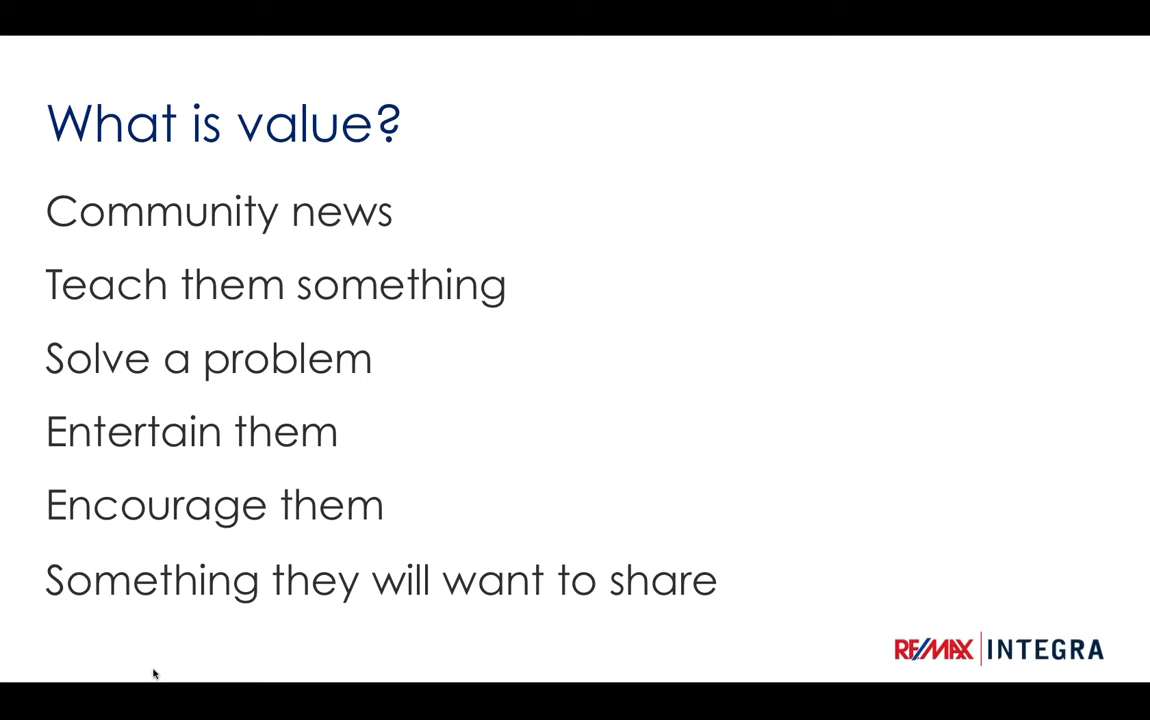 What is value?
Community news
Teach them something
Solve a problem
Entertain them
Encourage them
Something they will want to share
RE/MAX INTEGRA